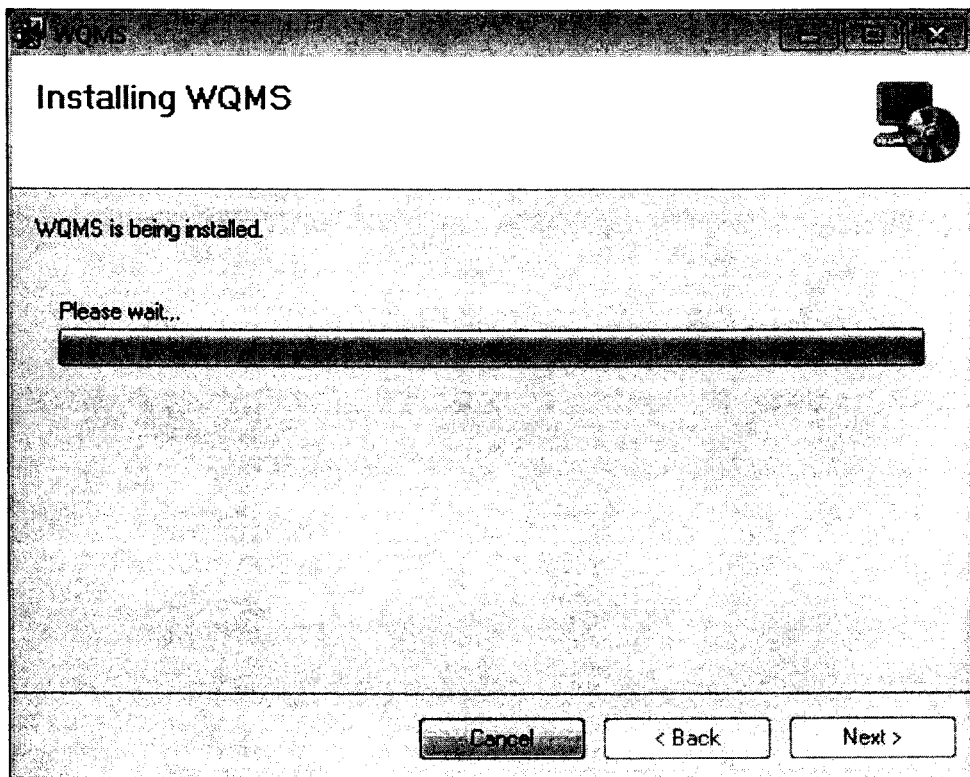 WQMS
Installing WQMS
WQMS is being installed.
Please wait...
Cancel
< Back
Next >